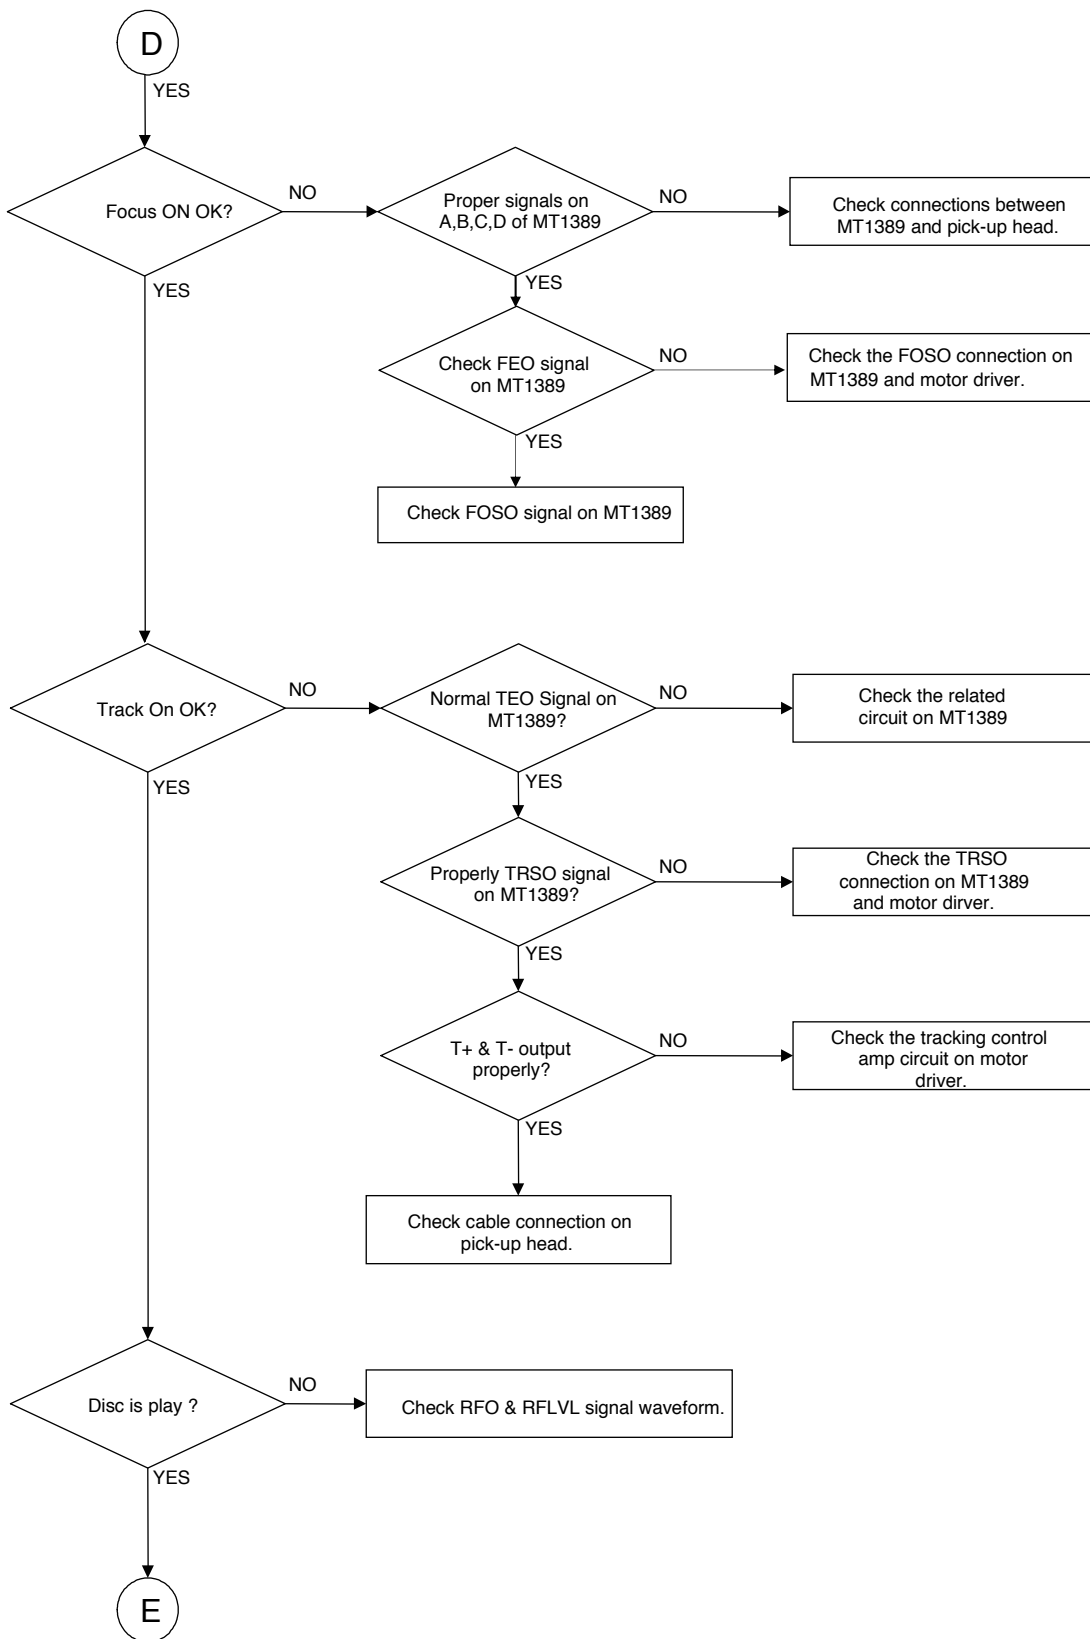 D
YES
Focus ON OK?
NO
Proper signals on
A,B,C,D of MT1389
NO
Check connections between
MT1389 and pick-up head.
YES
YES
Check FEO signal
on MT1389
NO
Check the FOSO connection on
MT1389 and motor driver.
YES
Check FOSO signal on MT1389
Track On OK?
NO
Normal TEO Signal on
MT1389?
NO
Check the related
circuit on MT1389
YES
YES
Properly TRSO signal
on MT1389?
NO
Check the TRSO
connection on MT1389
and motor dirver.
YES
T+ & T- output
properly?
NO
Check the tracking control
amp circuit on motor
driver.
YES
Check cable connection on
pick-up head.
Disc is play ?
NO
Check RFO & RFLVL signal waveform.
YES
E